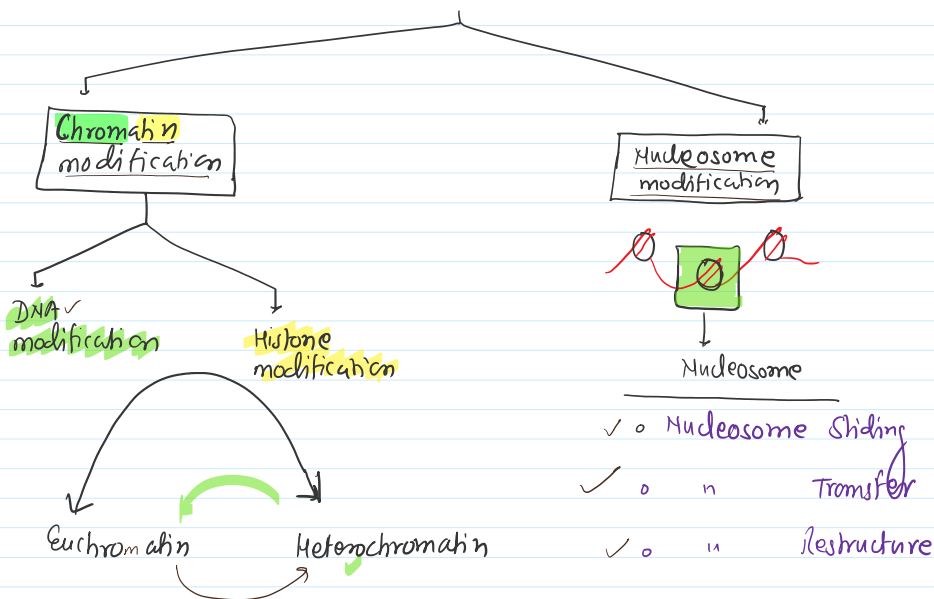 Chromatin
modification
Nucleosome
modification
DNA ✓
modification
Histone
modification
Nucleosome
✓ o Nucleosome Sliding
✓ o " Transfer
✓ o " Restructure
Euchromatin
Heterochromatin